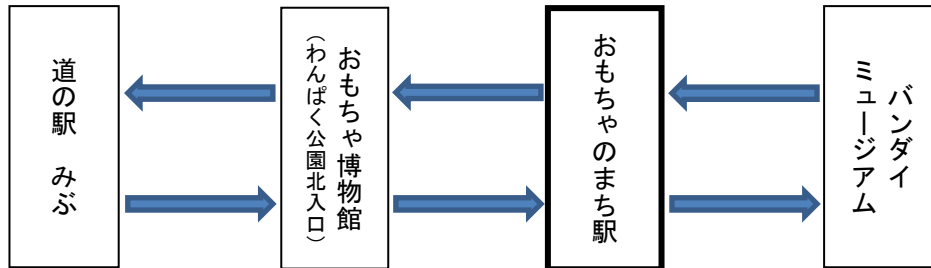 道の駅　みぶ
おもちゃ博物館
（わんぱく公園北入口）
おもちゃのまち駅
バンダイ
ミュージアム